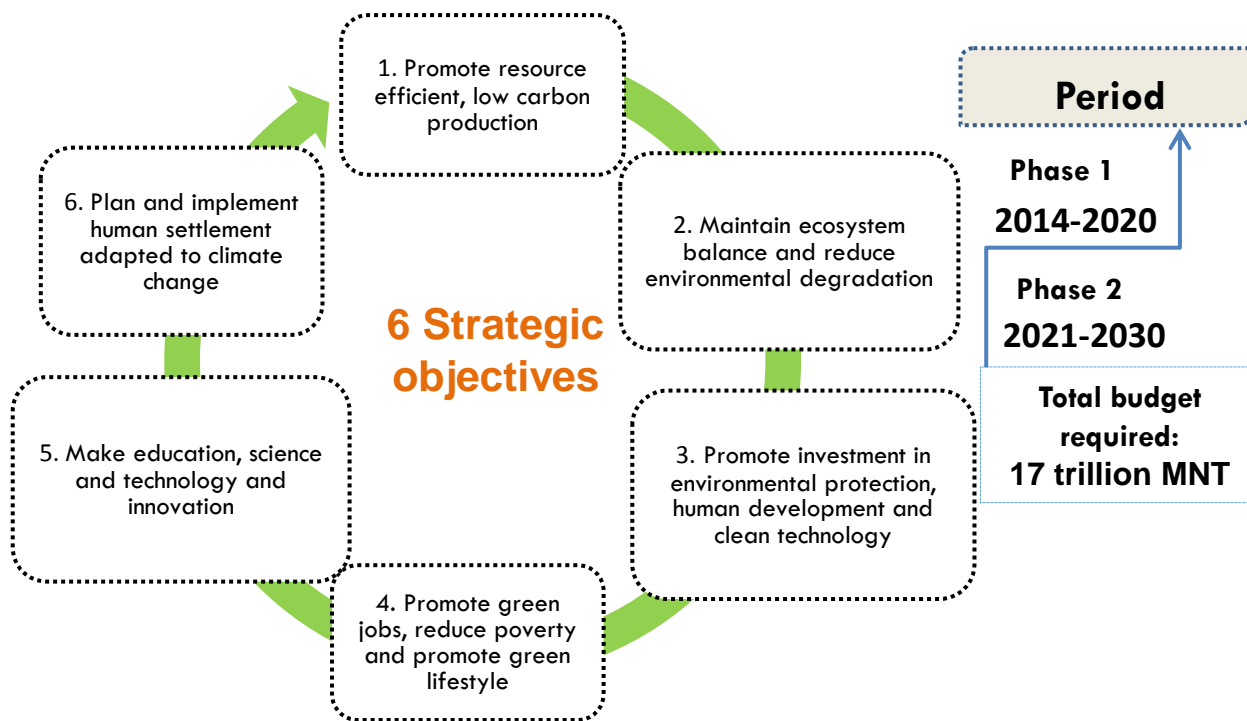 1. Promote resource
efficient, low carbon
production
2. Maintain ecosystem
balance and reduce
environmental degradation
3. Promote investment in
environmental protection,
human development and
clean technology
4. Promote green
jobs, reduce poverty
and promote green
lifestyle
5. Make education, science
and technology and
innovation
6. Plan and implement
human settlement
adapted to climate
change
6 Strategic
objectives
Period
Phase 1
2014-2020
Phase 2
2021-2030
Total budget
required:
17 trillion MNT